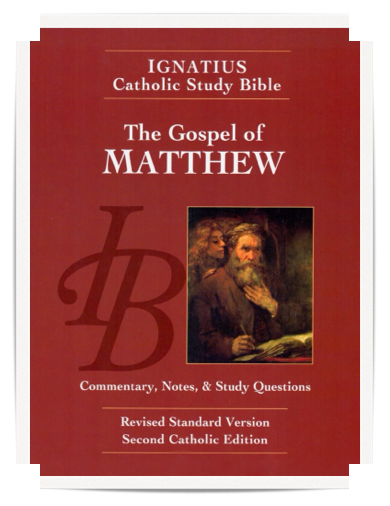 IGNATIUS
Catholic Study Bible
The Gospel of
MATTHEW
IB
Commentary, Notes, & Study Questions
Revised Standard Version
Second Catholic Edition